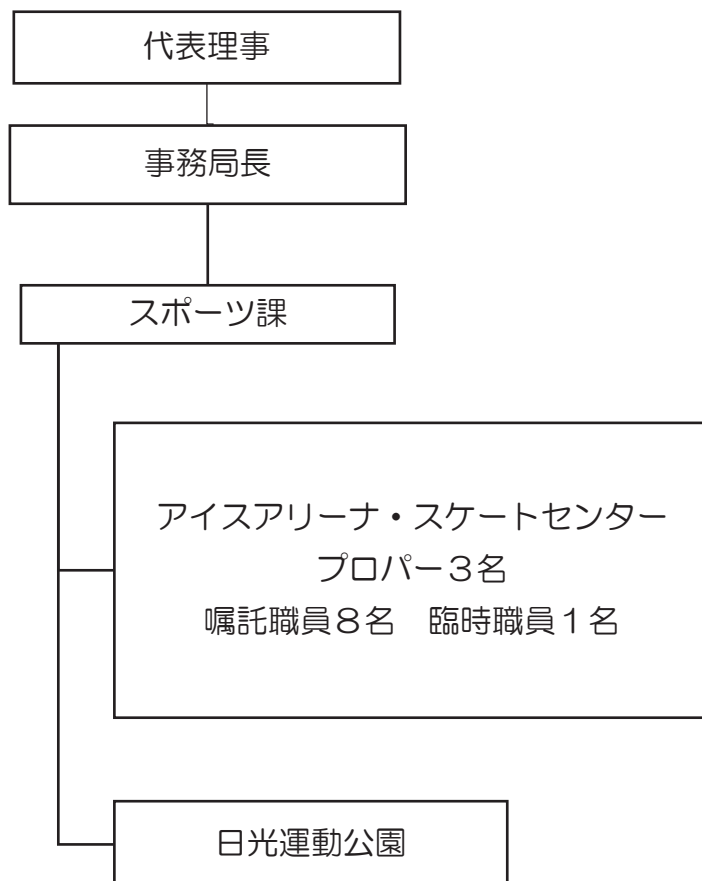 代表理事
事務局長
スポーツ課
アイスアリーナ・スケートセンター
プロパー３名
嘱託職員８名　臨時職員１名
日光運動公園